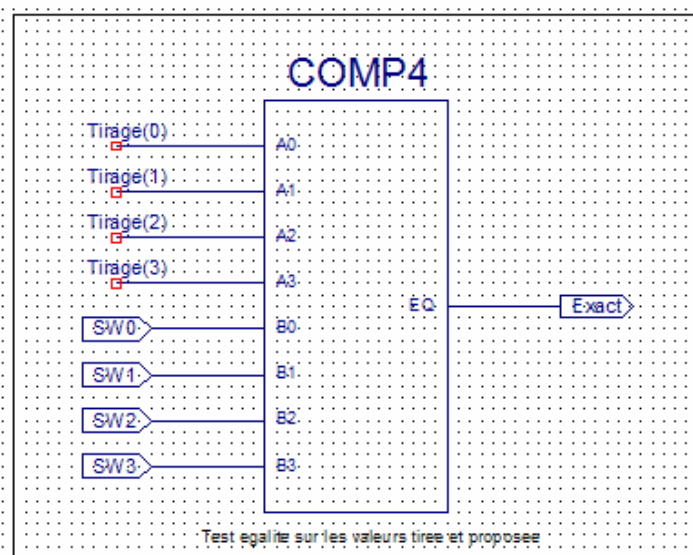 COMP4
Tirage(0)
A0
Tirage(1)
A1
Tirage(2)
A2
Tirage(3)
A3
EQ
Exact
SW0
B0
SW1
B1
SW2
B2
SW3
B3
Test egalite sur les valeurs tiree et proposee